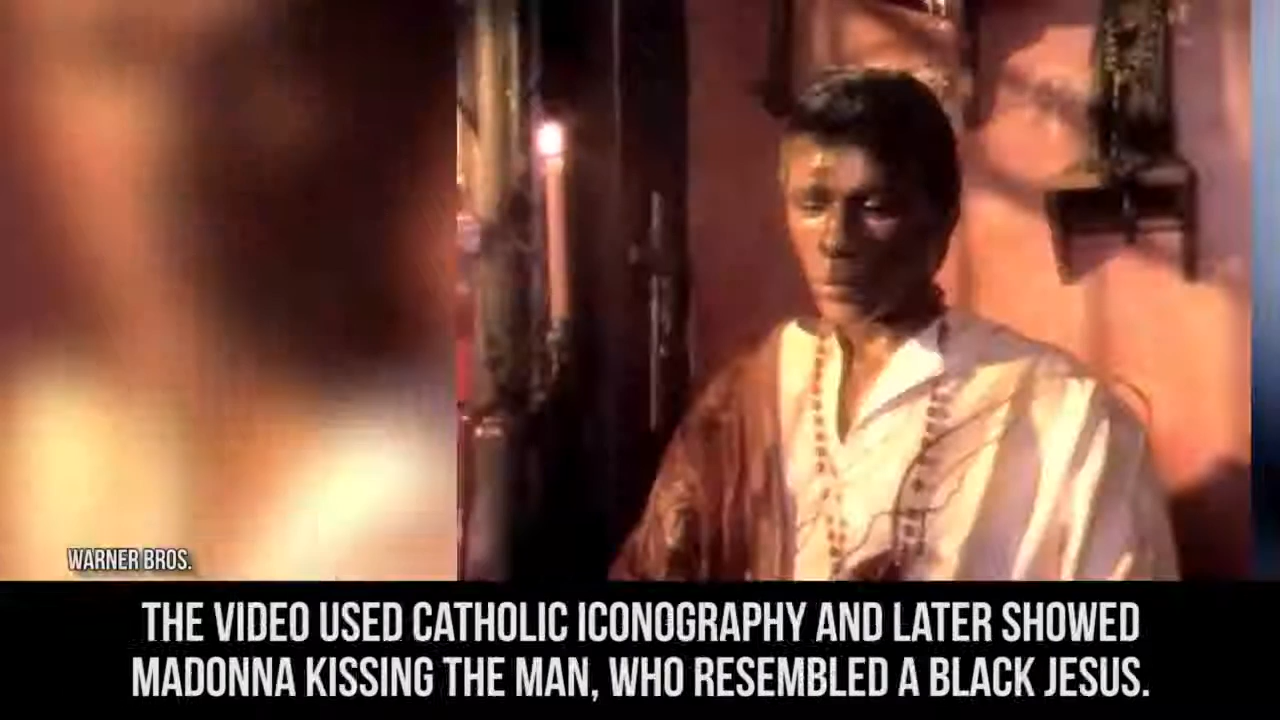 WARNER BROS.
THE VIDEO USED CATHOLIC ICONOGRAPHY AND LATER SHOWED
MADONNA KISSING THE MAN, WHO RESEMBLED A BLACK JESUS.